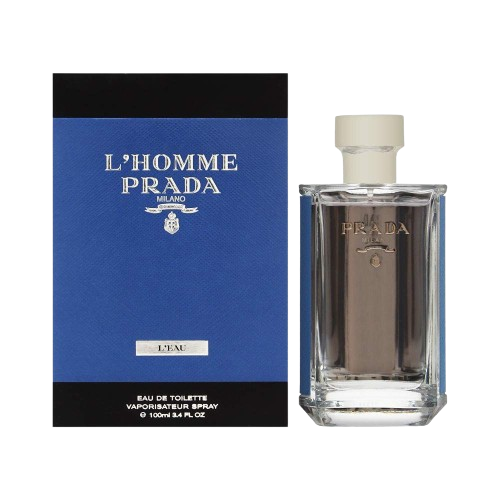 L'HOMME
PRADA
MILANO
L'EAU
EAU DE TOILETTE
VAPORISATEUR SPRAY
℮ 100ml 3.4 FL OZ
PRADA